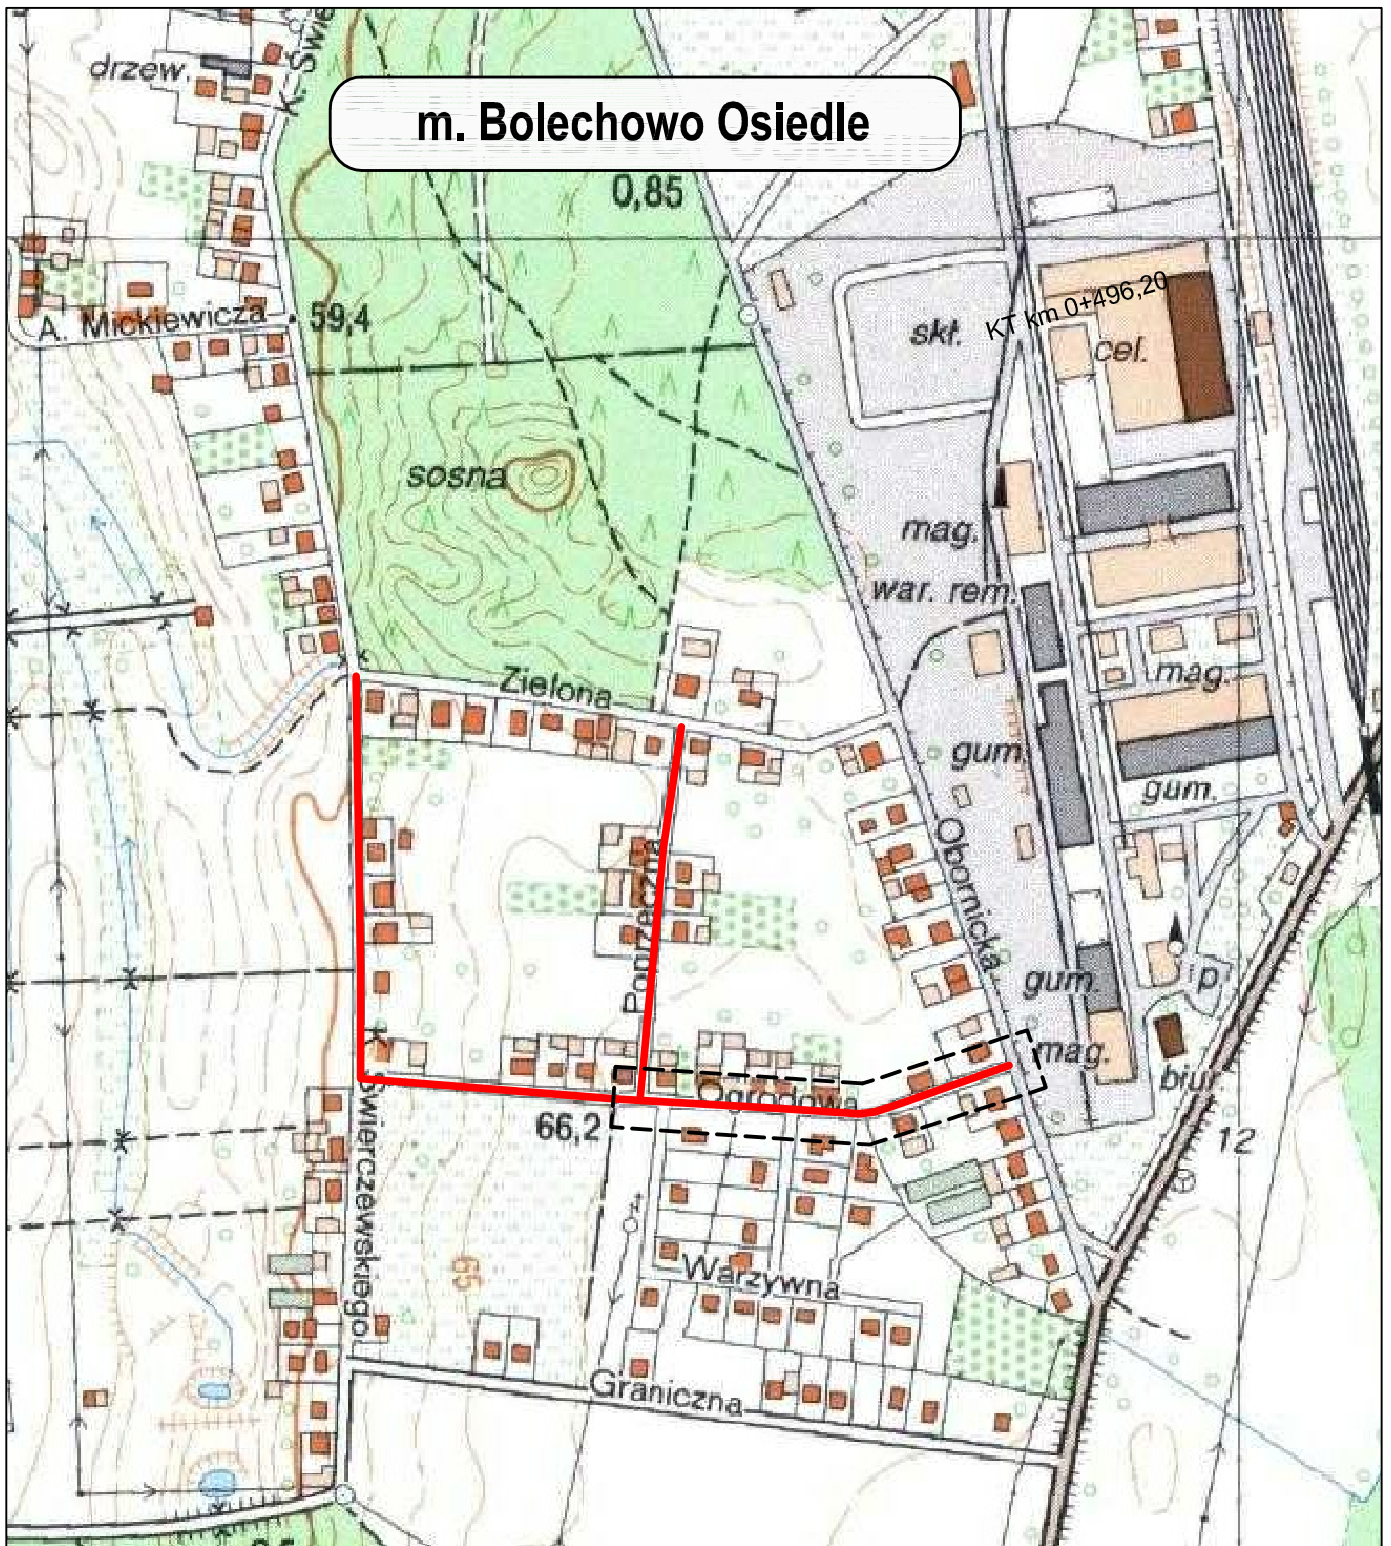 K. Świe
drzew.
m. Bolechowo Osiedle
0,85
A. Mickiewicza
59,4
skł.
KT km 0+496,20
cel.
sosna
mag.
war. rem.
Zielona
mag.
gum.
gum.
Obornicka
Poprzeczna
gum.
p.
K. Świerczewskiego
mag.
biur.
Ogrodowa
66,2
12
65
Warzywna
Graniczna